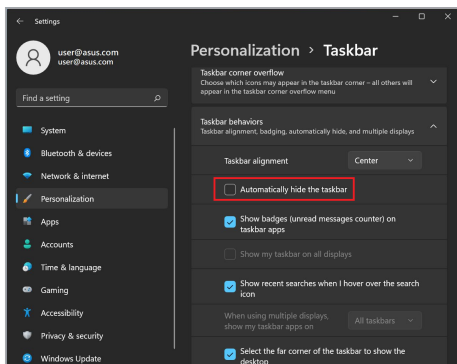 Settings
user@asus.com
user@asus.com
Find a setting
System
Bluetooth & devices
Network & internet
Personalization
Apps
Accounts
Time & language
Gaming
Accessibility
Privacy & security
Windows Update
Personalization > Taskbar
Taskbar corner overflow
Choose which icons may appear in the taskbar corner – all others will
appear in the taskbar corner overflow menu
Taskbar behaviors
Taskbar alignment, badging, automatically hide, and multiple displays
Taskbar alignment
Center
Automatically hide the taskbar
Show badges (unread messages counter) on
taskbar apps
Show my taskbar on all displays
Show recent searches when I hover over the search
icon
When using multiple displays,
show my taskbar apps on
All taskbars
Select the far corner of the taskbar to show the
desktop